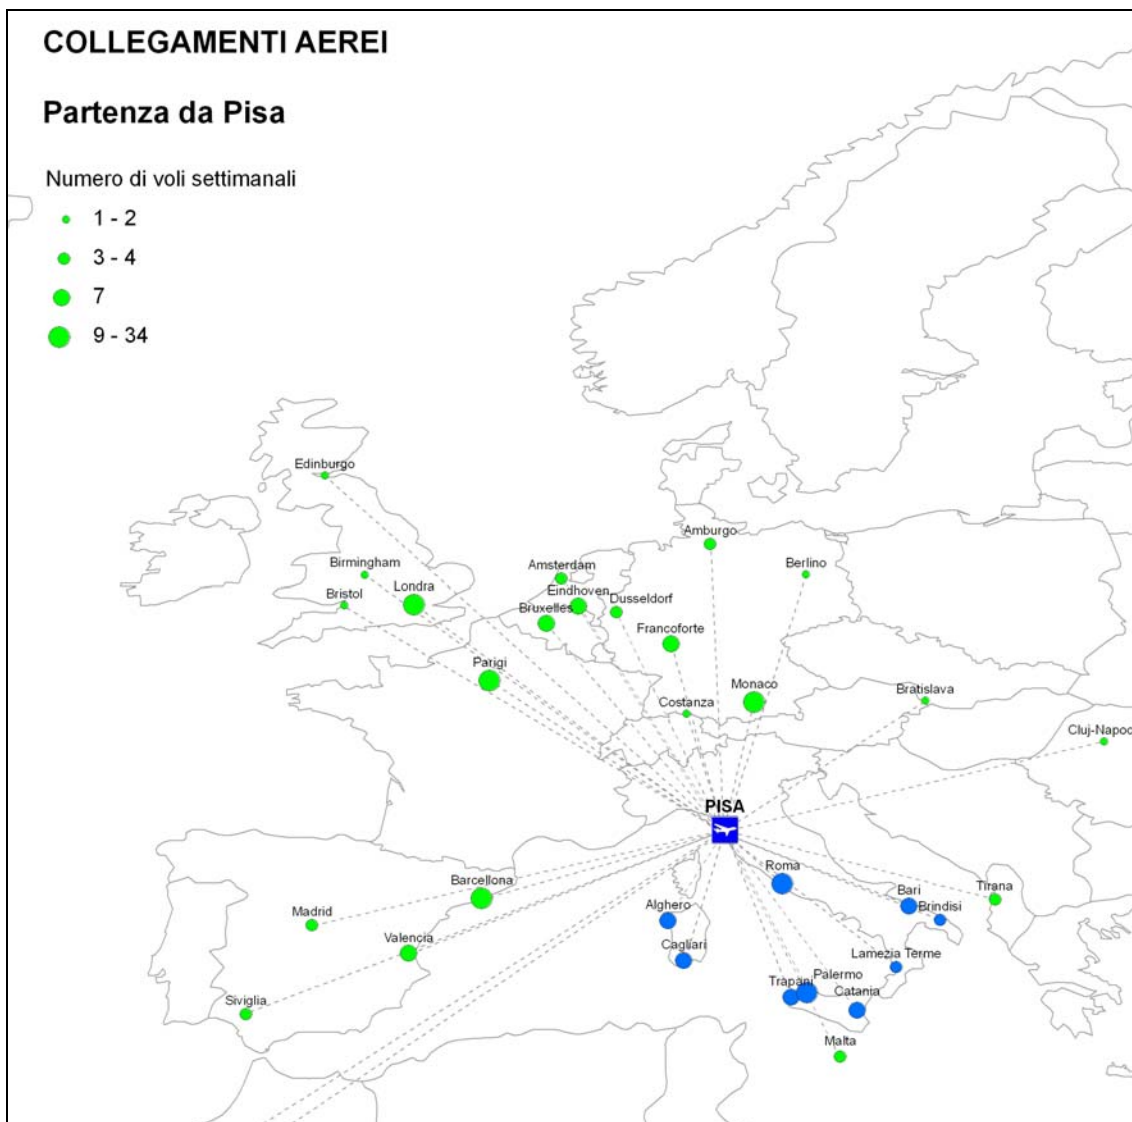 COLLEGAMENTI AEREI
Partenza da Pisa
Numero di voli settimanali
1 - 2
3 - 4
7
9 - 34
Edinburgo
Amburgo
Birmingham
Amsterdam
Berlino
Bristol
Londra
Eindhoven
Dusseldorf
Bruxelles
Francoforte
Parigi
Costanza
Monaco
Bratislava
Cluj-Napoc
PISA
Barcellona
Roma
Madrid
Alghero
Bari
Tirana
Brindisi
Valencia
Cagliari
Lamezia Terme
Siviglia
Trapani
Palermo
Catania
Malta